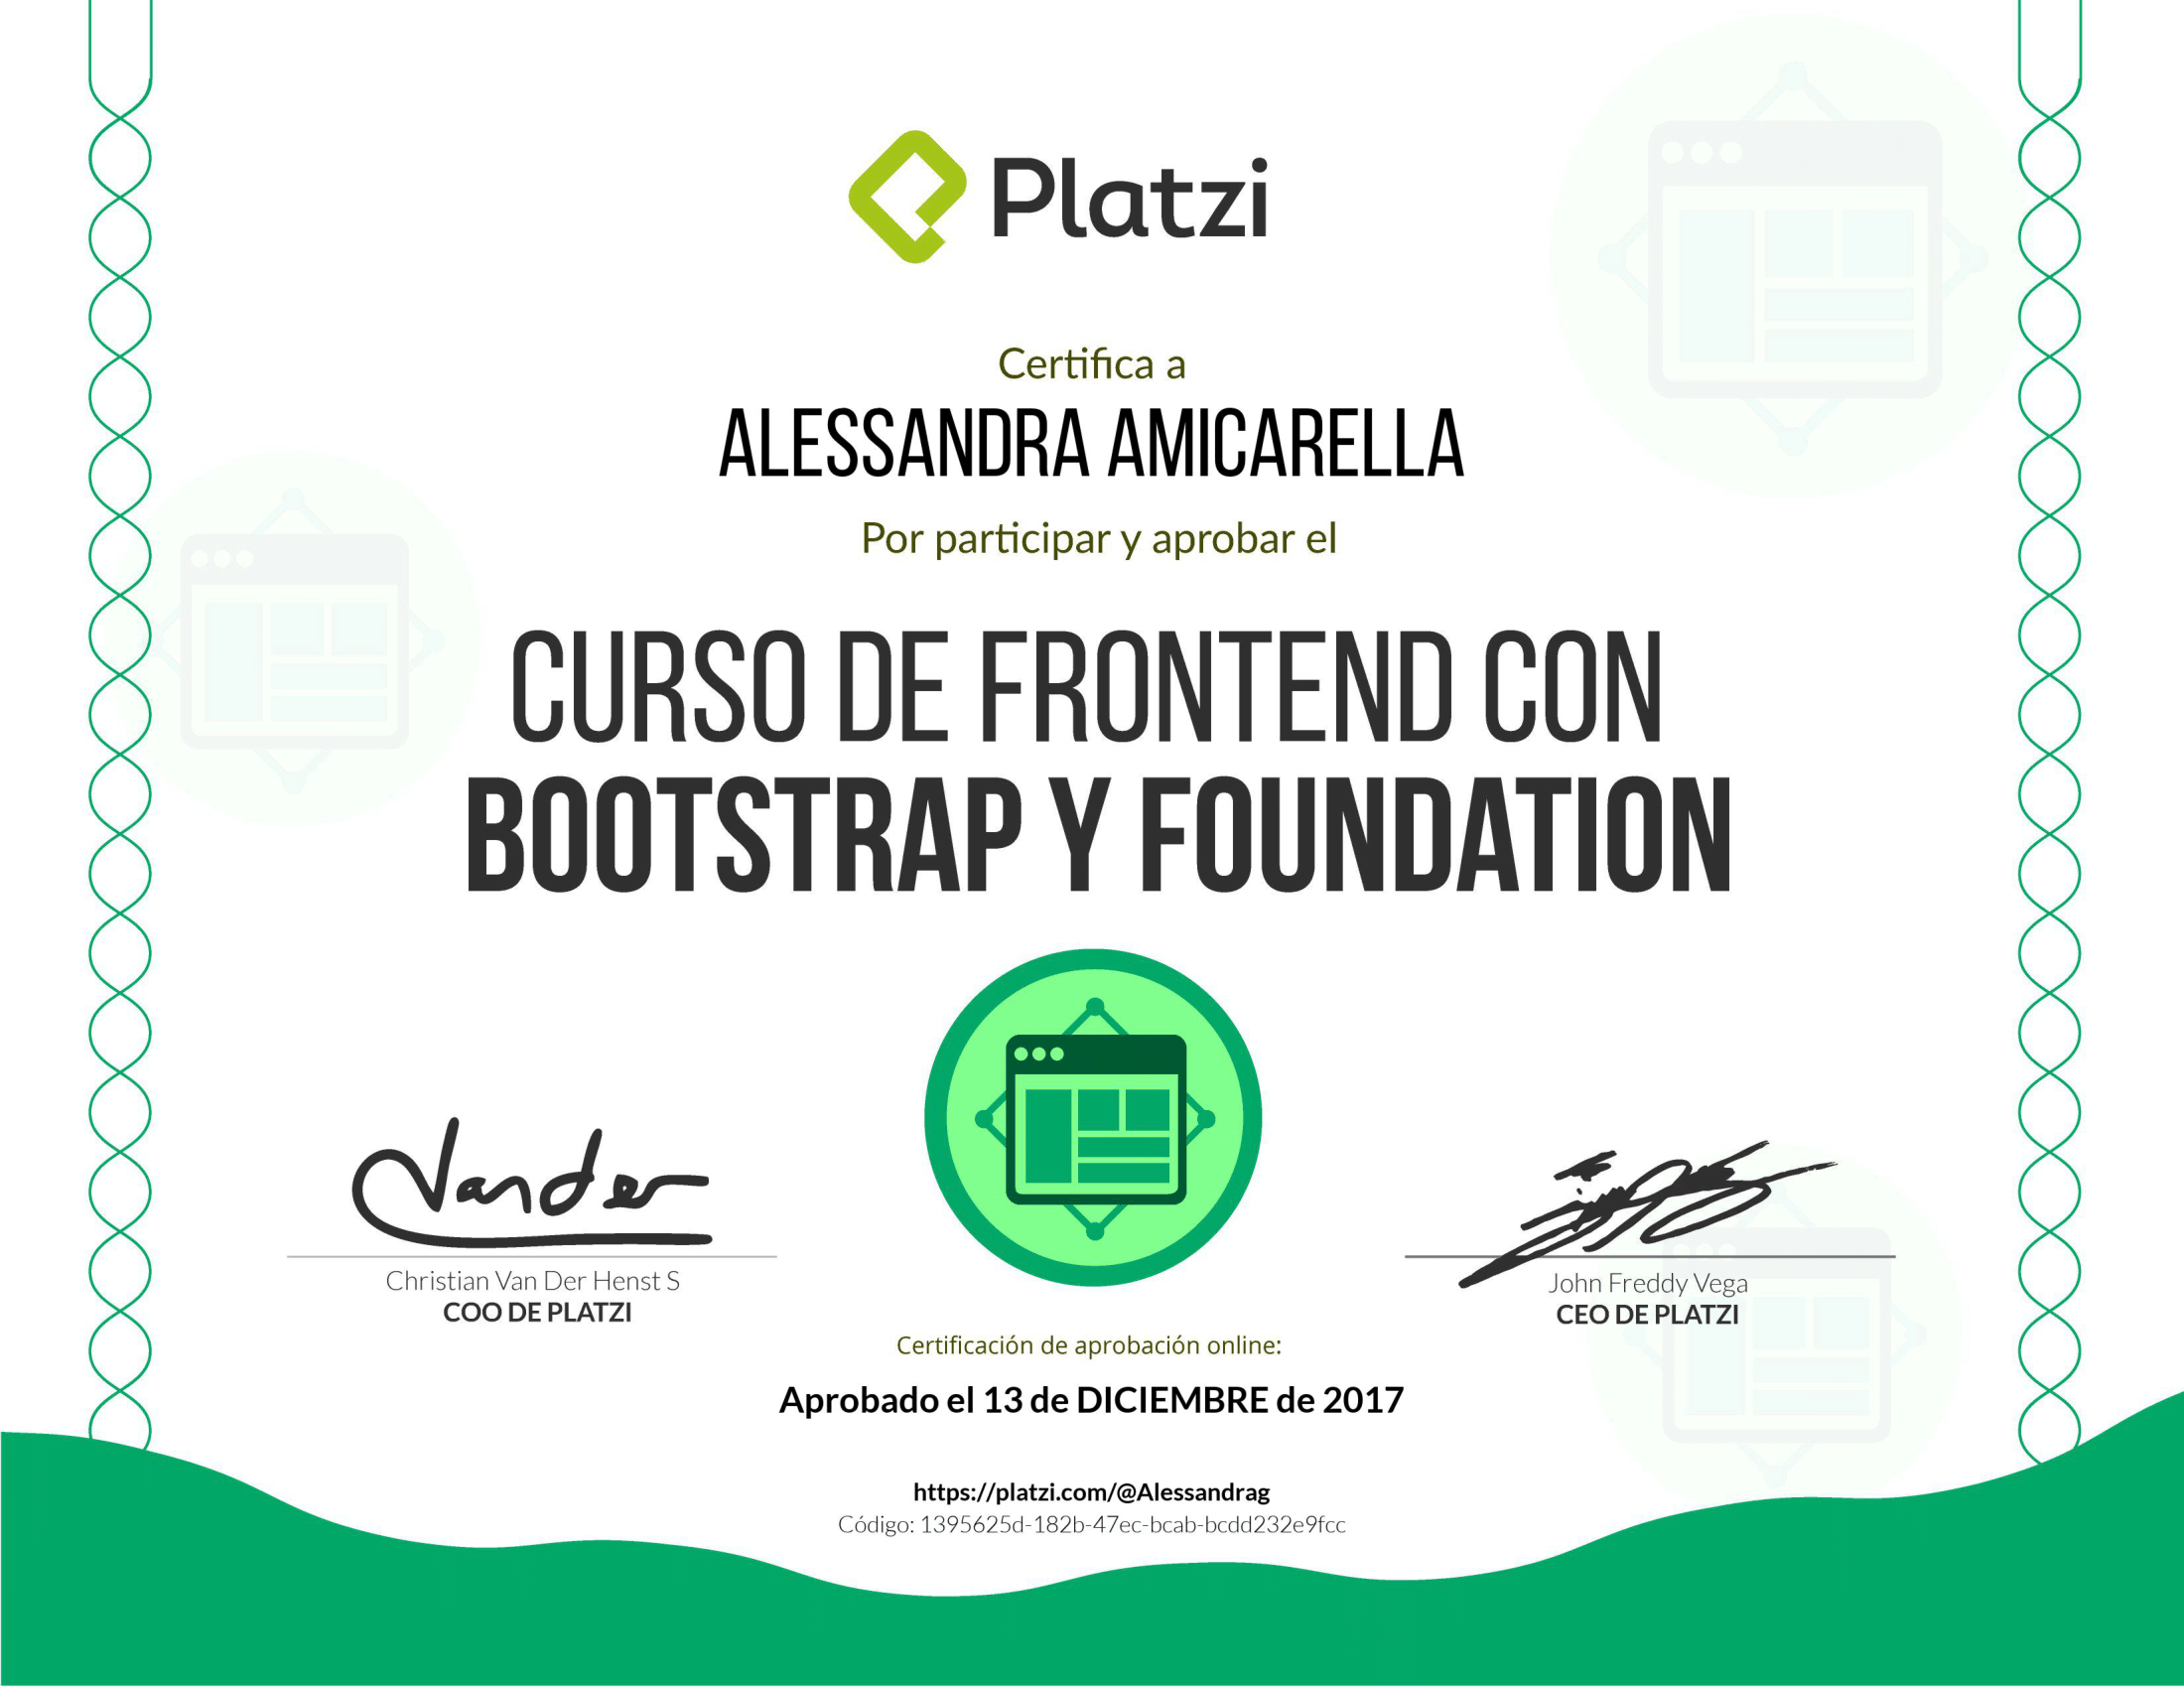 Platzi
Certifica a
ALESSANDRA AMICARELLA
Por participar y aprobar el
CURSO DE FRONTEND CON
BOOTSTRAP Y FOUNDATION
Vander
Christian Van Der Henst S
COO DE PLATZI
John Freddy Vega
CEO DE PLATZI
Certificación de aprobación online:
Aprobado el 13 de DICIEMBRE de 2017
https://platzi.com/@Alessandrag
Código: 1395625d-182b-47ec-bcab-bcdd232e9fcc